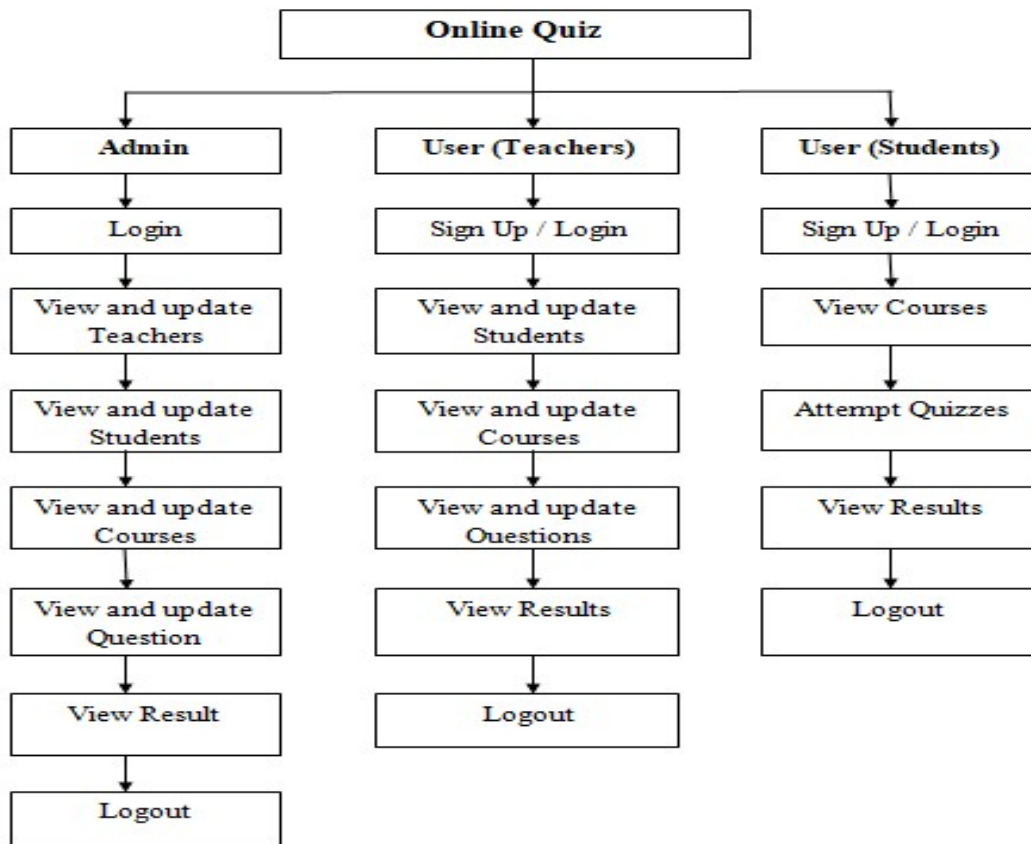 Online Quiz
Admin
User (Teachers)
User (Students)
Login
Sign Up / Login
Sign Up / Login
View and update
Teachers
View and update
Students
View Courses
View and update
Students
View and update
Courses
Attempt Quizzes
View and update
Courses
View and update
Questions
View Results
View and update
Question
View Results
Logout
View Result
Logout
Logout